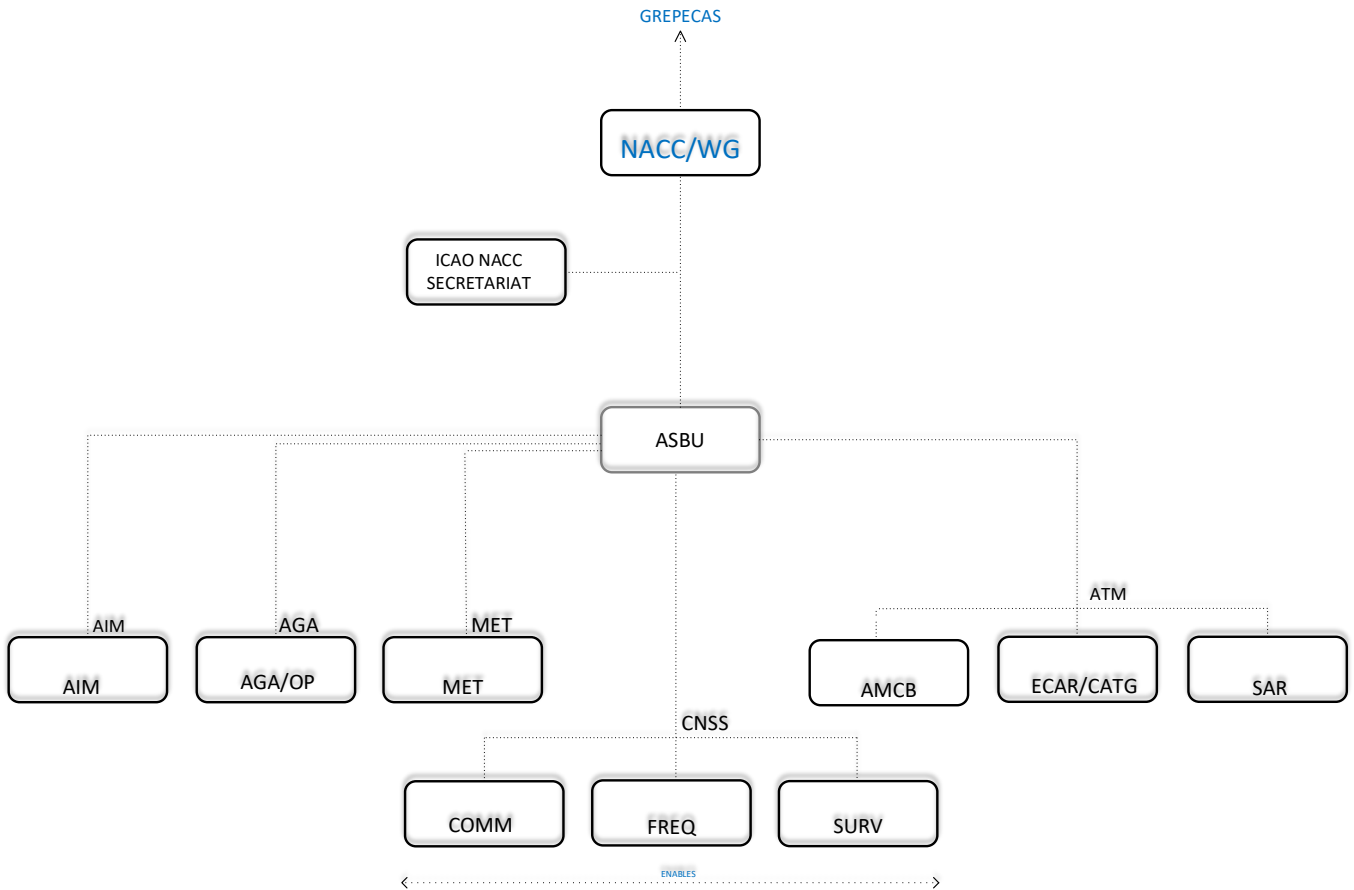 GREPECAS
NACC/WG
ICAO NACC
SECRETARIAT
ASBU
AIM
AGA
MET
ATM
AIM
AGA/OP
MET
AMCB
ECAR/CATG
SAR
CNSS
COMM
FREQ
SURV
ENABLES